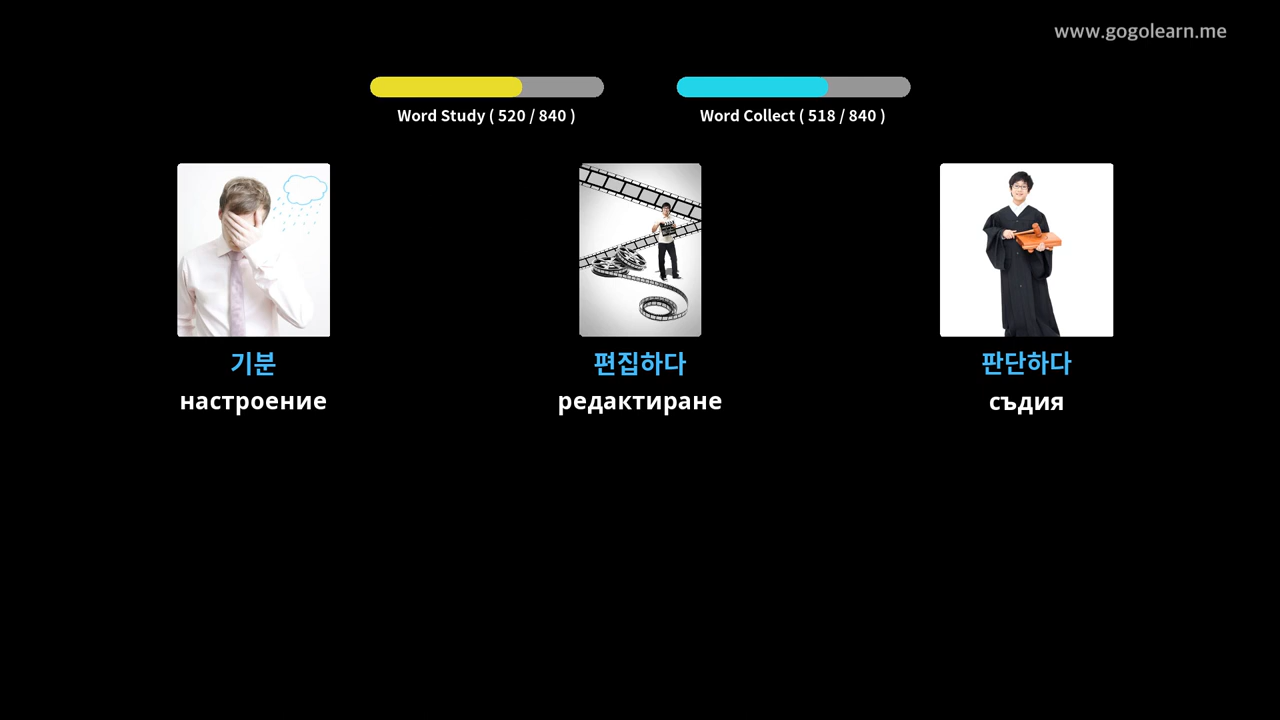 www.gogolearn.me
Word Study ( 520 / 840 )
Word Collect ( 518 / 840 )
기분
편집하다
판단하다
настроение
редактиране
съдия